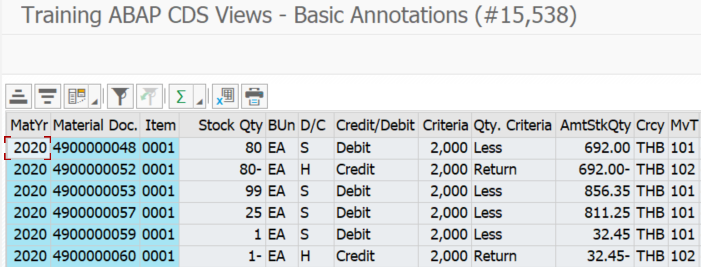 Training ABAP CDS Views - Basic Annotations (#15,538)
MatYr Material Doc. Item Stock Qty BUn D/C Credit/Debit Criteria Qty. Criteria AmtStkQty Crcy MvT
2020 4900000048 0001 80 EA S Debit 2,000 Less 692.00 THB 101
2020 4900000052 0001 80- EA H Credit 2,000 Return 692.00- THB 102
2020 4900000053 0001 99 EA S Debit 2,000 Less 856.35 THB 101
2020 4900000057 0001 25 EA S Debit 2,000 Less 811.25 THB 101
2020 4900000059 0001 1 EA S Debit 2,000 Less 32.45 THB 101
2020 4900000060 0001 1- EA H Credit 2,000 Return 32.45- THB 102